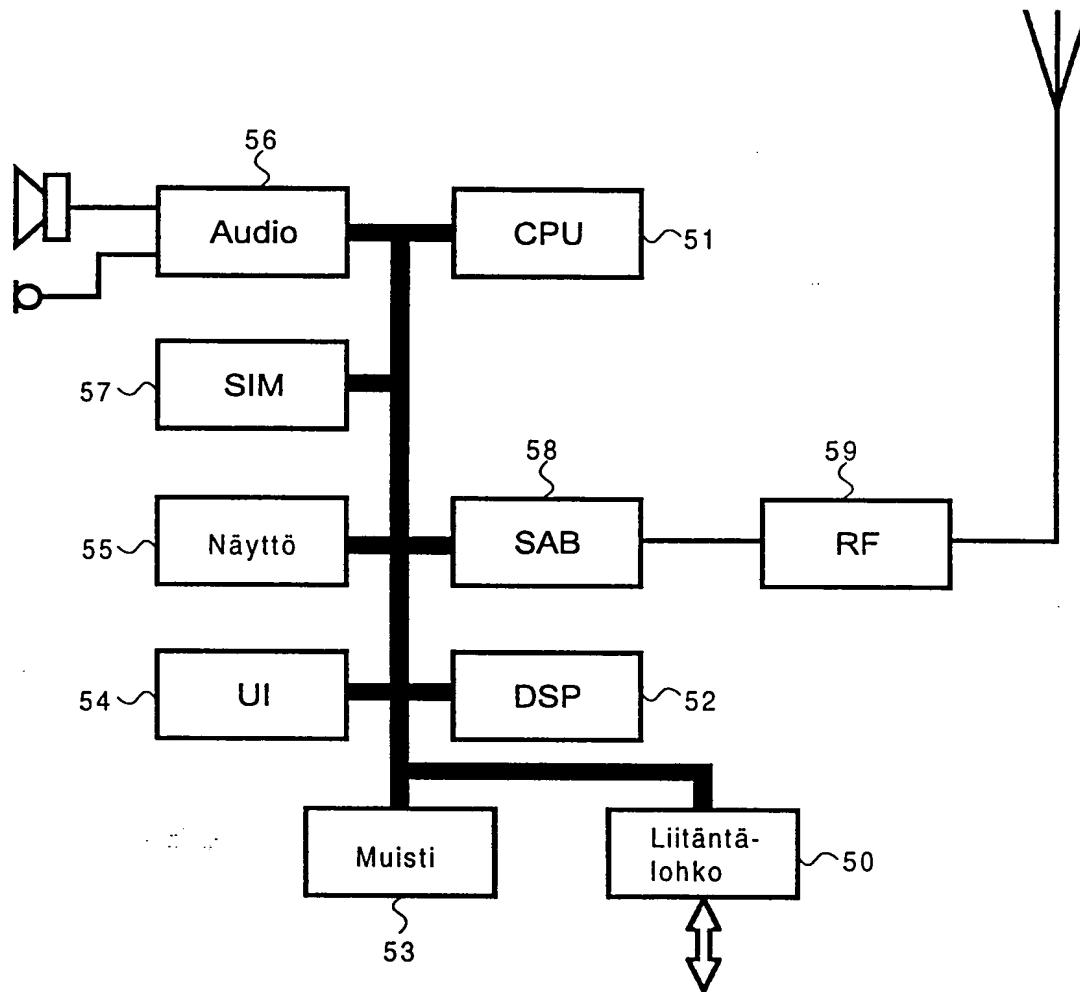 56
Audio
CPU
51
57
SIM
58
59
55
Näyttö
SAB
RF
54
UI
DSP
52
Muisti
Liitäntä-
lohko
50
53